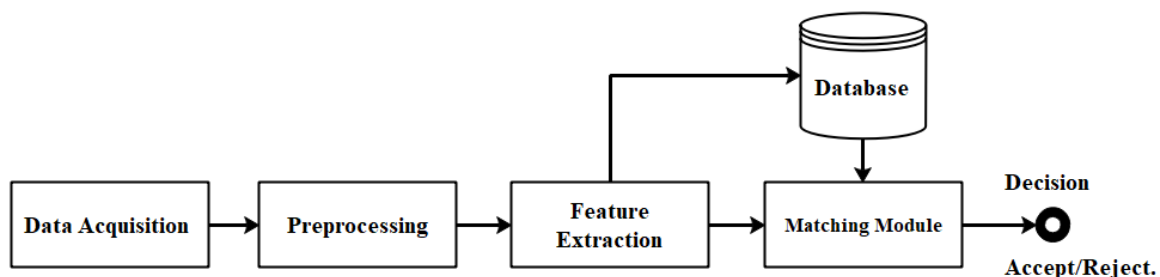 Database
Data Acquisition
Preprocessing
Feature
Extraction
Matching Module
Decision
Accept/Reject.